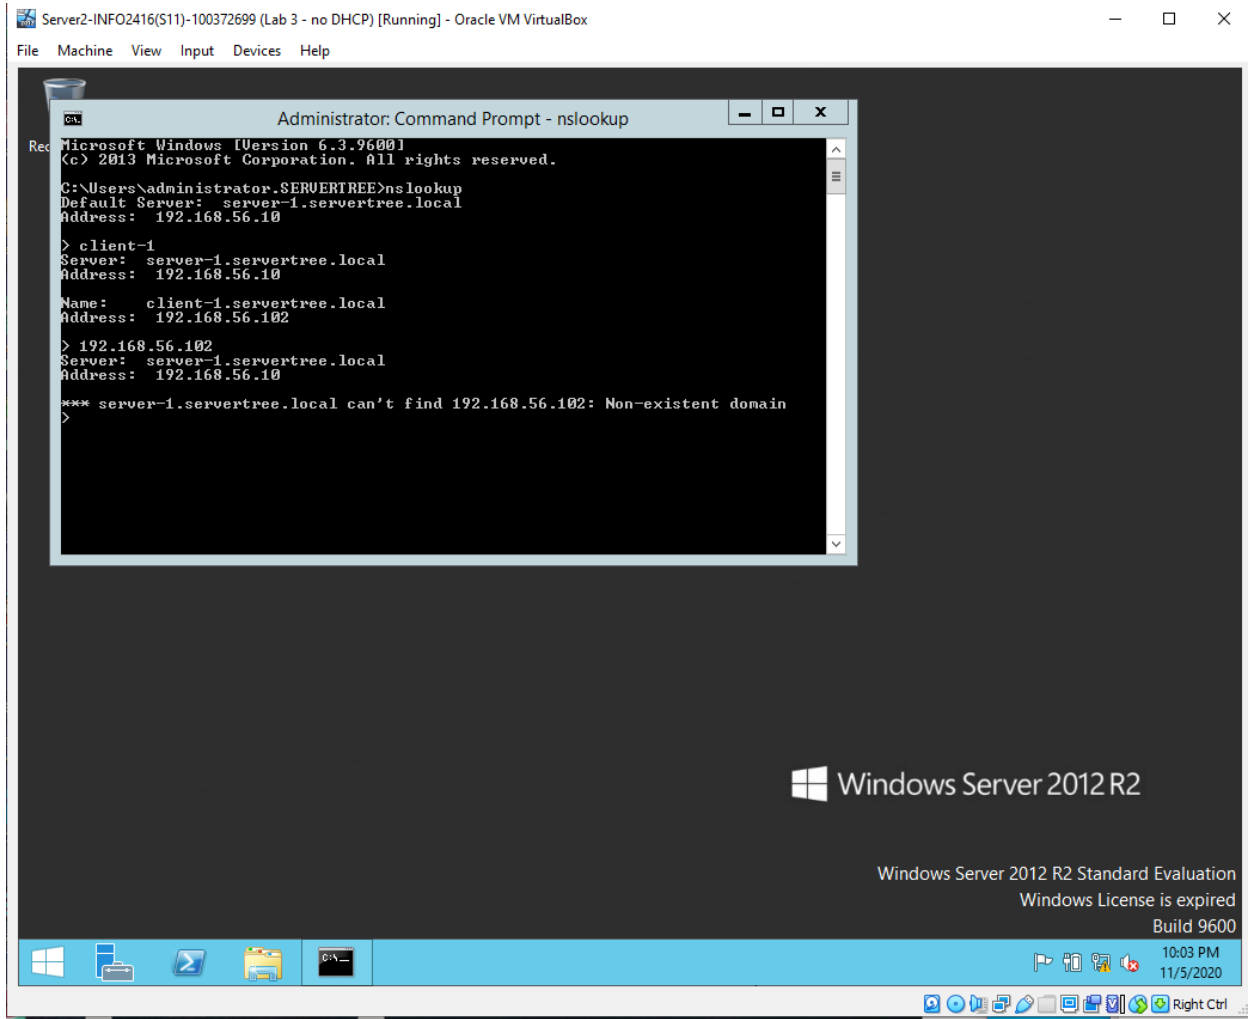 Server2-INFO2416(S11)-100372699 (Lab 3 - no DHCP) [Running] - Oracle VM VirtualBox
File Machine View Input Devices Help
Administrator: Command Prompt - nslookup
Rec
Microsoft Windows [Version 6.3.9600]
(c) 2013 Microsoft Corporation. All rights reserved.
C:\Users\administrator.SERVERTREE>nslookup
Default Server:  server-1.servertree.local
Address:  192.168.56.10
> client-1
Server:  server-1.servertree.local
Address:  192.168.56.10
Name:    client-1.servertree.local
Address:  192.168.56.102
> 192.168.56.102
Server:  server-1.servertree.local
Address:  192.168.56.10
*** server-1.servertree.local can't find 192.168.56.102: Non-existent domain
>
Windows Server 2012 R2
Windows Server 2012 R2 Standard Evaluation
Windows License is expired
Build 9600
10:03 PM
11/5/2020
Right Ctrl